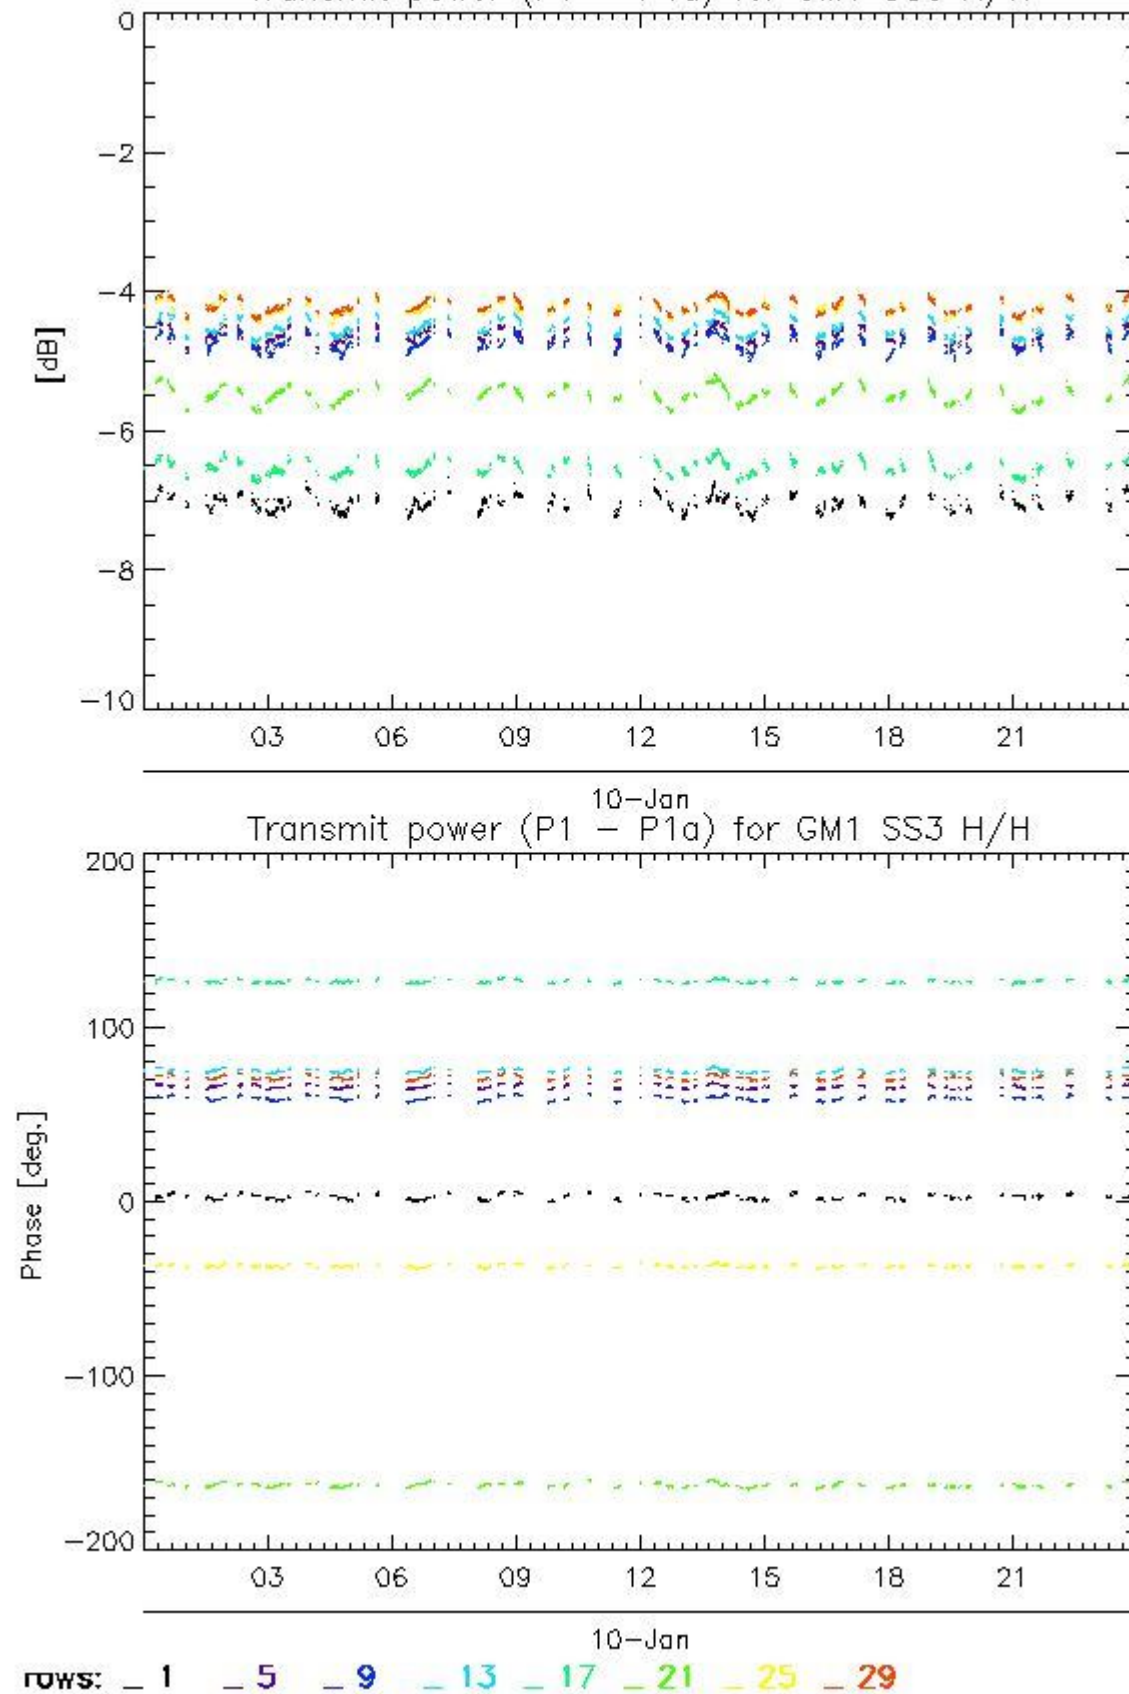 0
−2
−4
−6
−8
−10
[dB]
03 06 09 12 15 18 21
10−Jan
Transmit power (P1 − P1a) for GM1 SS3 H/H
200
100
0
−100
−200
Phase [deg.]
03 06 09 12 15 18 21
10−Jan
rows: _ 1 _ 5 _ 9 _ 13 _ 17 _ 21 _ 25 _ 29